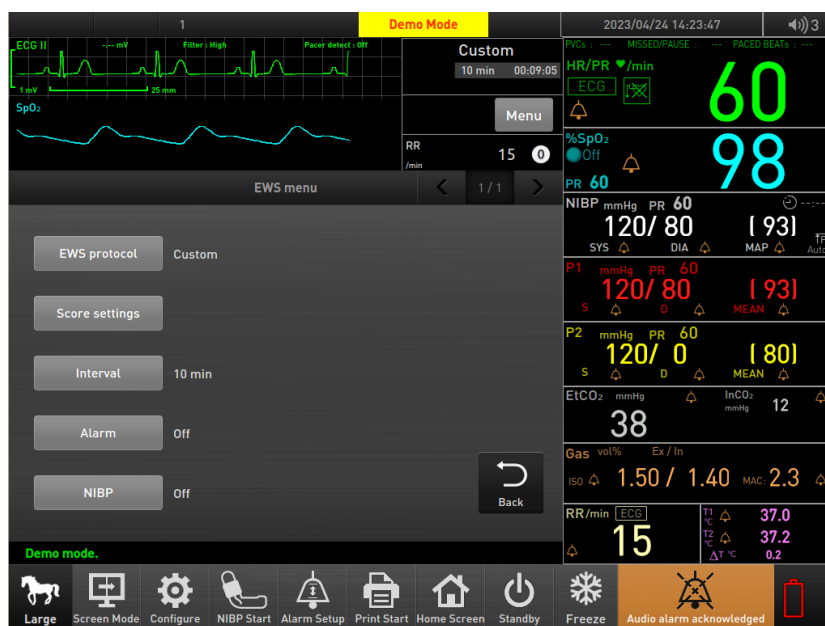 1
Demo Mode
2023/04/24 14:23:47
3
ECG II
-.-- mV
Filter : High
Pacer detect : Off
1 mV
25 mm
Custom
10 min 00:09:05
Menu
SpO₂
RR
/min
15 0
EWS menu
1/1
EWS protocol Custom
Score settings
Interval 10 min
Alarm Off
NIBP Off
Back
Demo mode.
PVCs : --- MISSED/PAUSE : --- PACED BEATs : ---
HR/PR ♥/min
ECG
60
%SpO₂
Off
98
PR 60
NIBP mmHg PR 60 --:--
120/ 80 ( 93)
SYS DIA MAP Auto
P1 mmHg PR 60
120/ 80 ( 93)
S D MEAN
P2 mmHg PR 60
120/ 0 ( 80)
S D MEAN
EtCO₂ mmHg
38
InCO₂
mmHg 12
Gas vol% Ex / In
ISO 1.50 / 1.40 MAC: 2.3
RR/min ECG
15
T1 °C 37.0
T2 °C 37.2
ΔT °C 0.2
Large
Screen Mode
Configure
NIBP Start
Alarm Setup
Print Start
Home Screen
Standby
Freeze
Audio alarm acknowledged